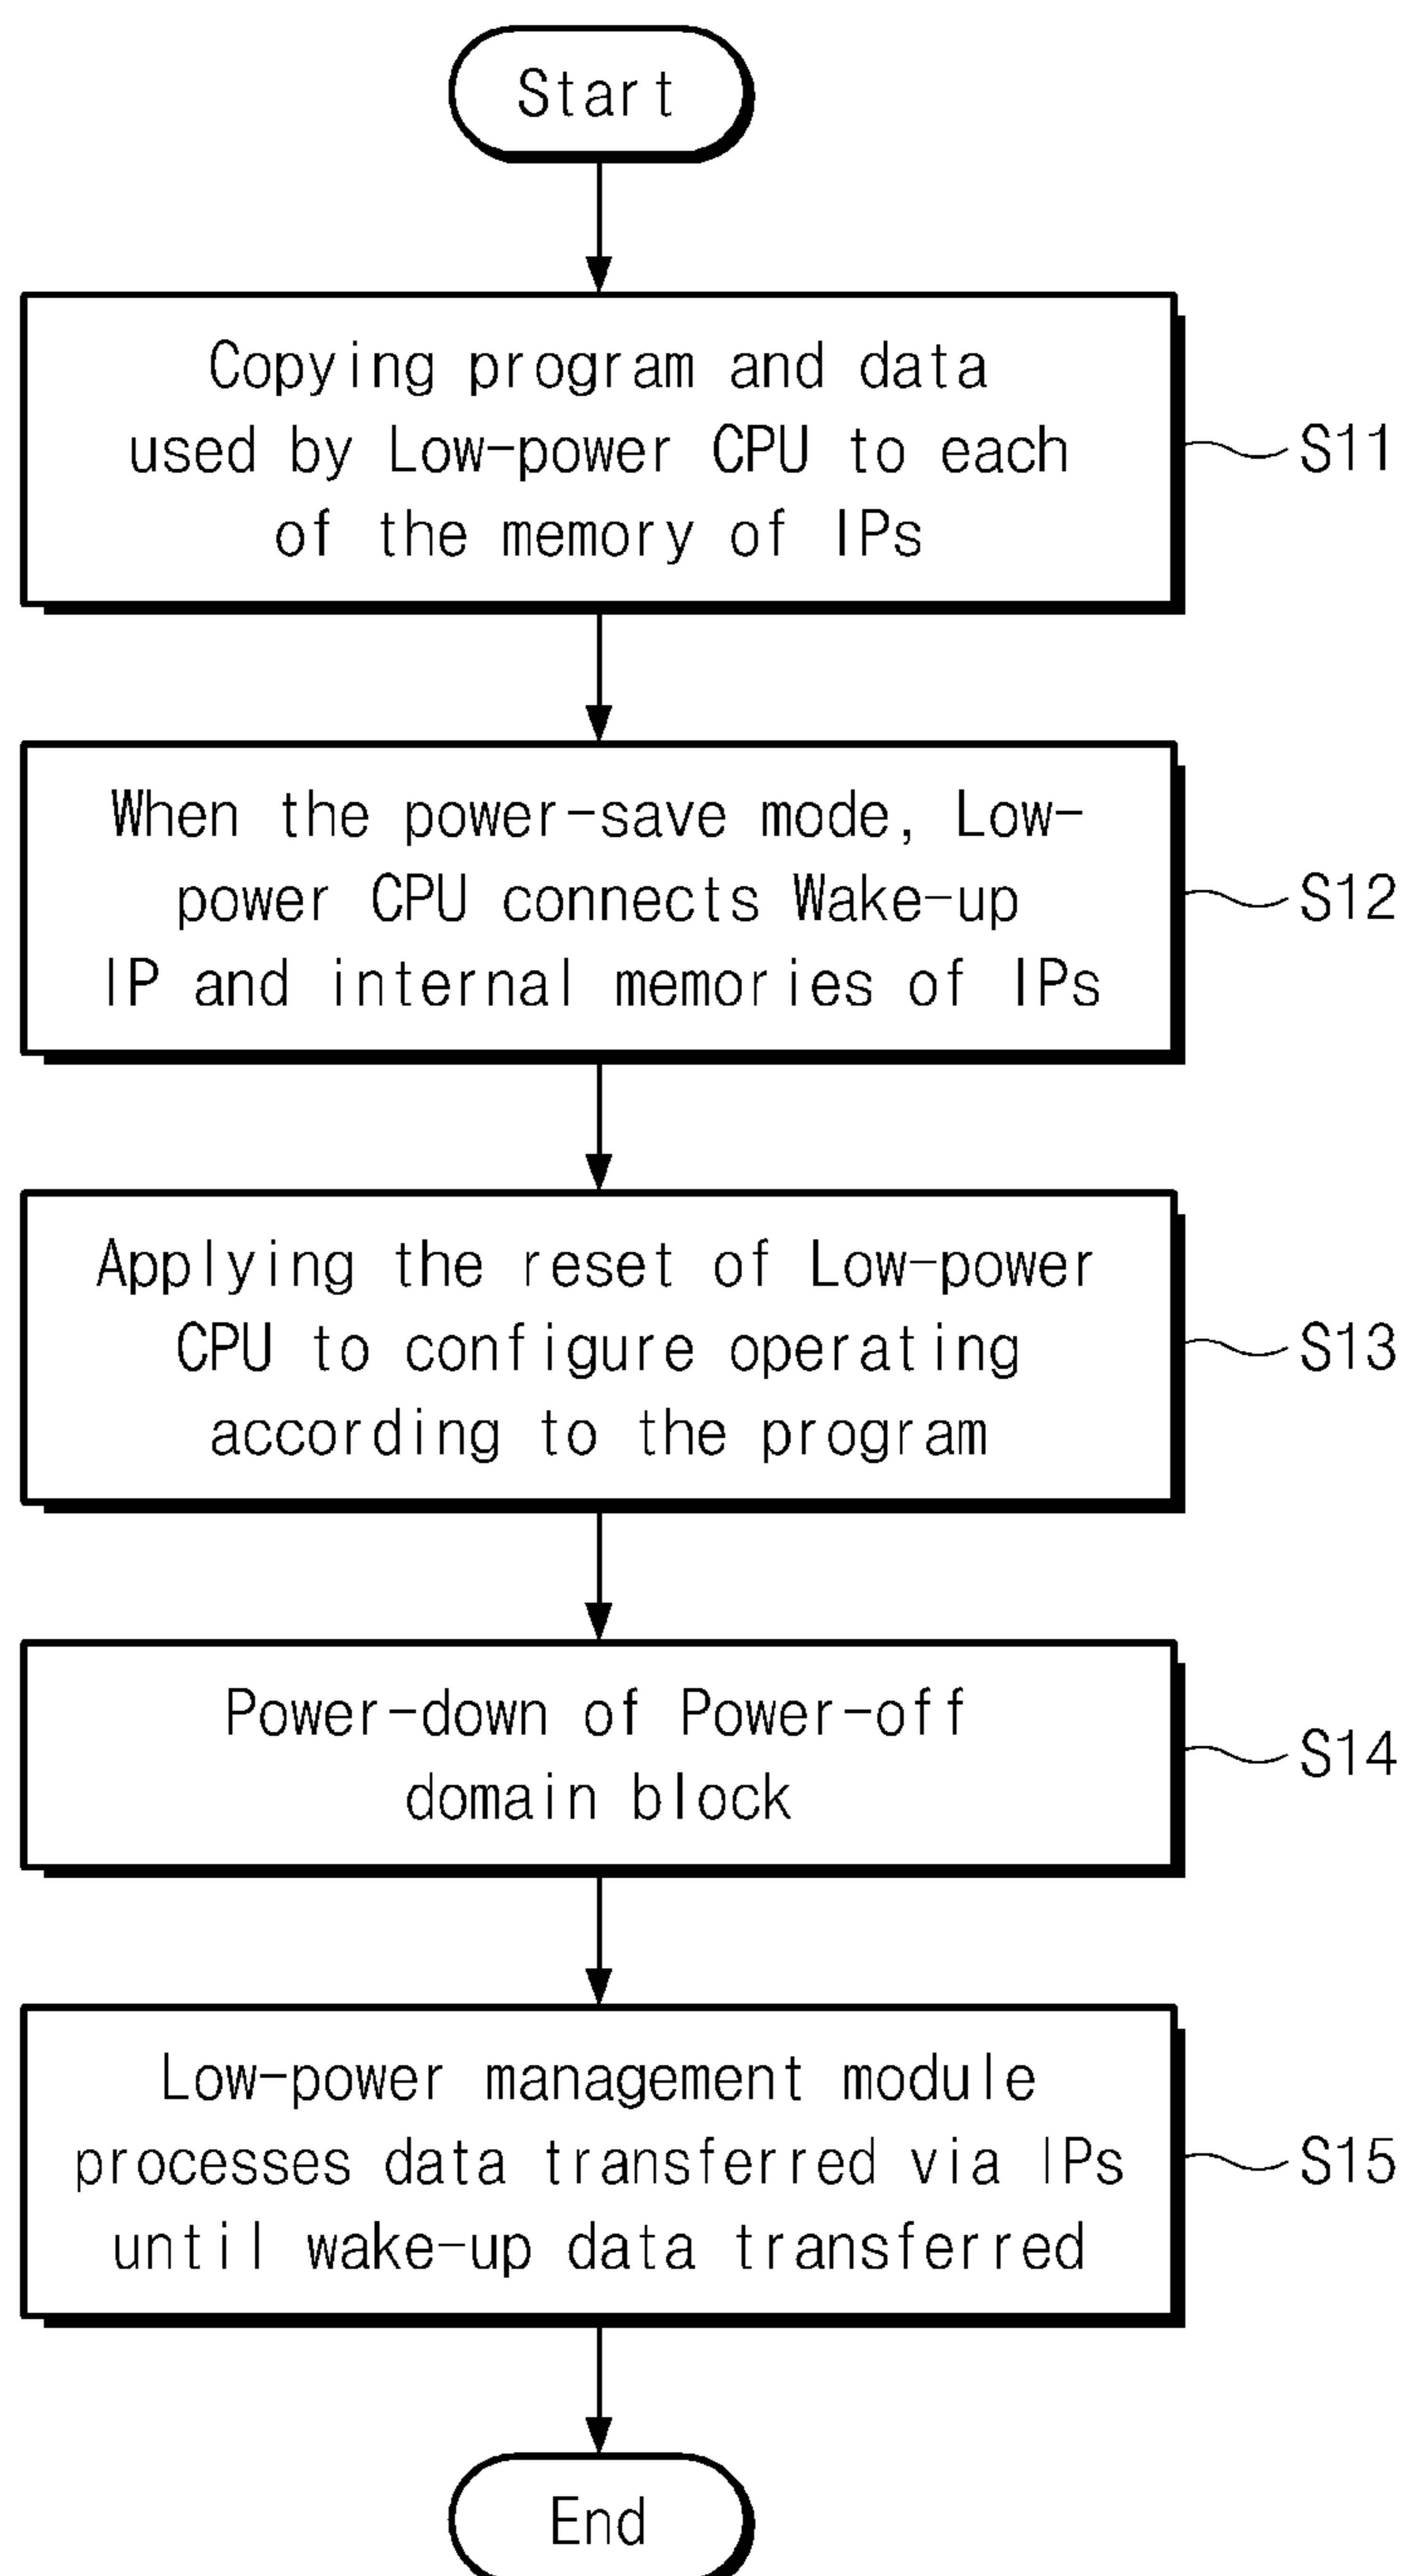 Start
Copying program and data
used by Low-power CPU to each
of the memory of IPs
S11
When the power-save mode, Low-
power CPU connects Wake-up
IP and internal memories of IPs
S12
Applying the reset of Low-power
CPU to configure operating
according to the program
S13
Power-down of Power-off
domain block
S14
Low-power management module
processes data transferred via IPs
until wake-up data transferred
S15
End